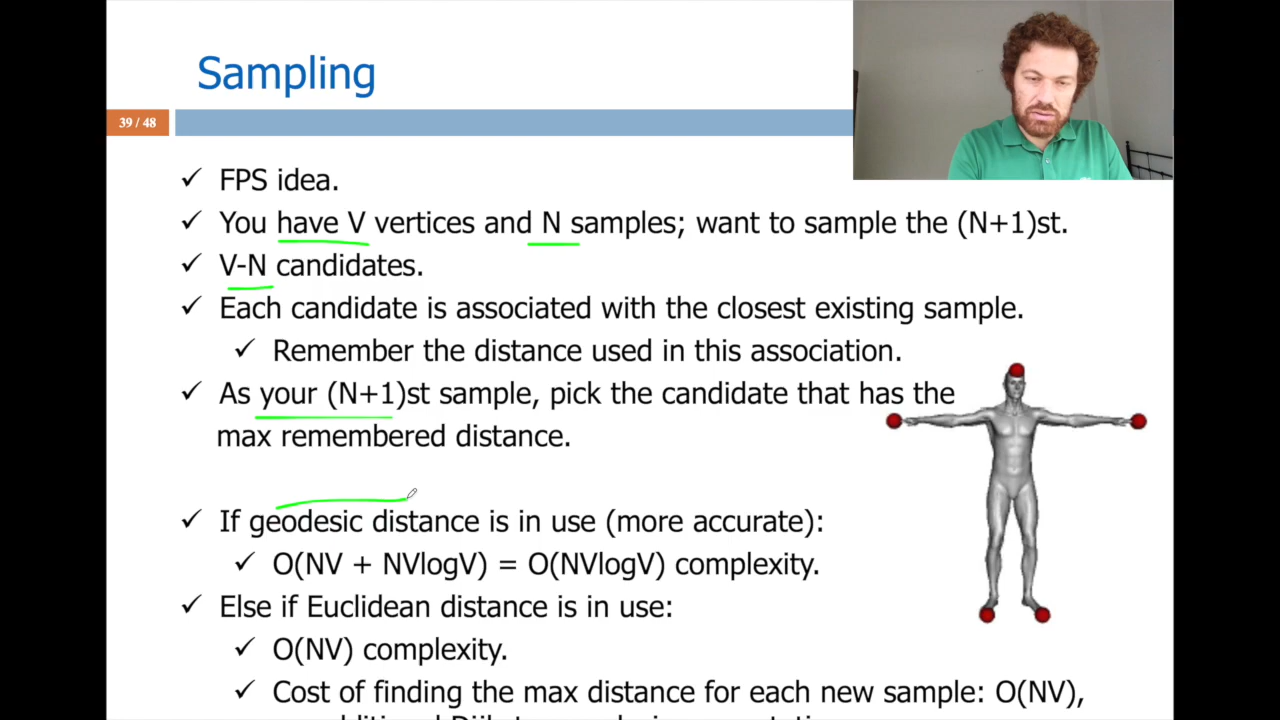 Sampling
39 / 48
✓ FPS idea.
✓ You have V vertices and N samples; want to sample the (N+1)st.
✓ V-N candidates.
✓ Each candidate is associated with the closest existing sample.
✓ Remember the distance used in this association.
✓ As your (N+1)st sample, pick the candidate that has the
max remembered distance.
✓ If geodesic distance is in use (more accurate):
✓ O(NV + NVlogV) = O(NVlogV) complexity.
✓ Else if Euclidean distance is in use:
✓ O(NV) complexity.
✓ Cost of finding the max distance for each new sample: O(NV),